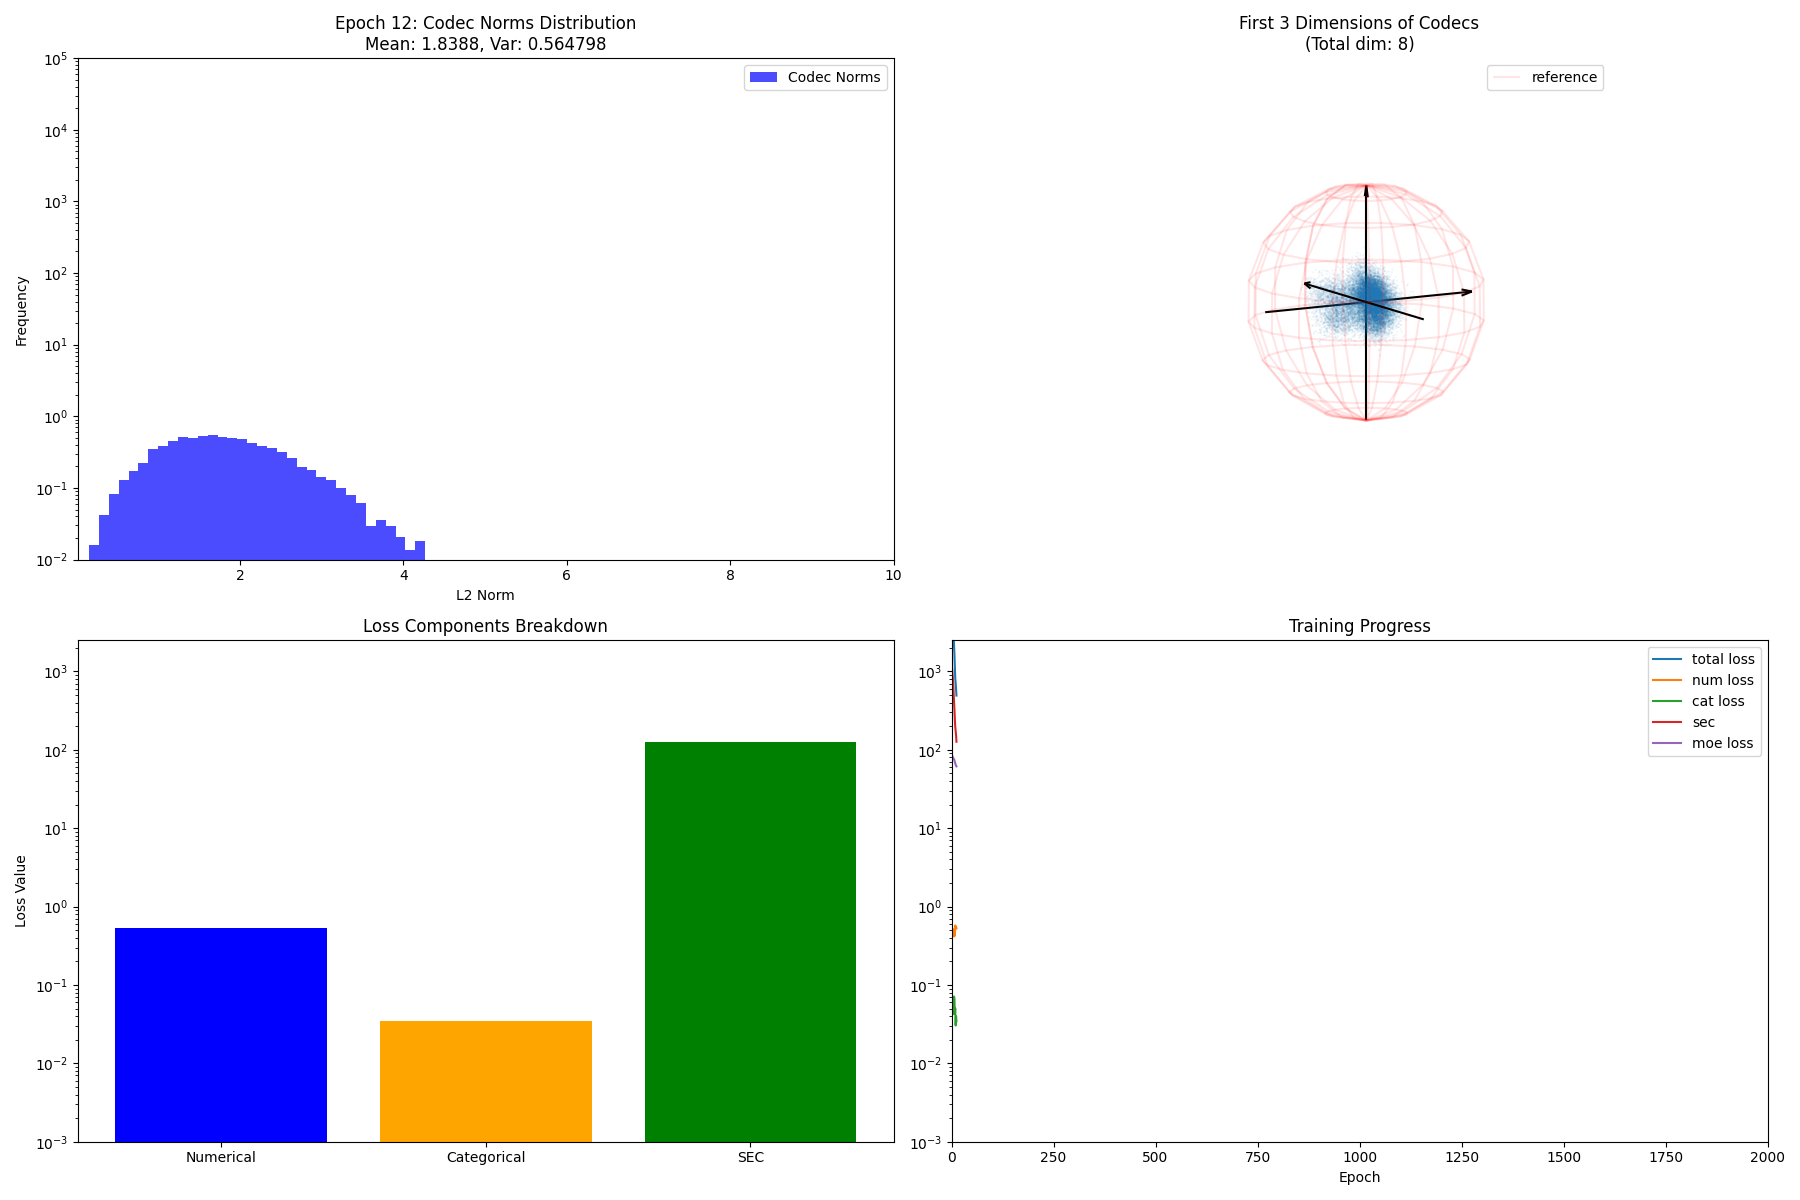 Epoch 12: Codec Norms Distribution
Mean: 1.8388, Var: 0.564798
Codec Norms
10^5
10^4
10^3
10^2
10^1
10^0
10^-1
10^-2
Frequency
2 4 6 8 10
L2 Norm
First 3 Dimensions of Codecs
(Total dim: 8)
reference
Loss Components Breakdown
10^3
10^2
10^1
10^0
10^-1
10^-2
10^-3
Loss Value
Numerical Categorical SEC
Training Progress
total loss
num loss
cat loss
sec
moe loss
10^3
10^2
10^1
10^0
10^-1
10^-2
10^-3
0 250 500 750 1000 1250 1500 1750 2000
Epoch